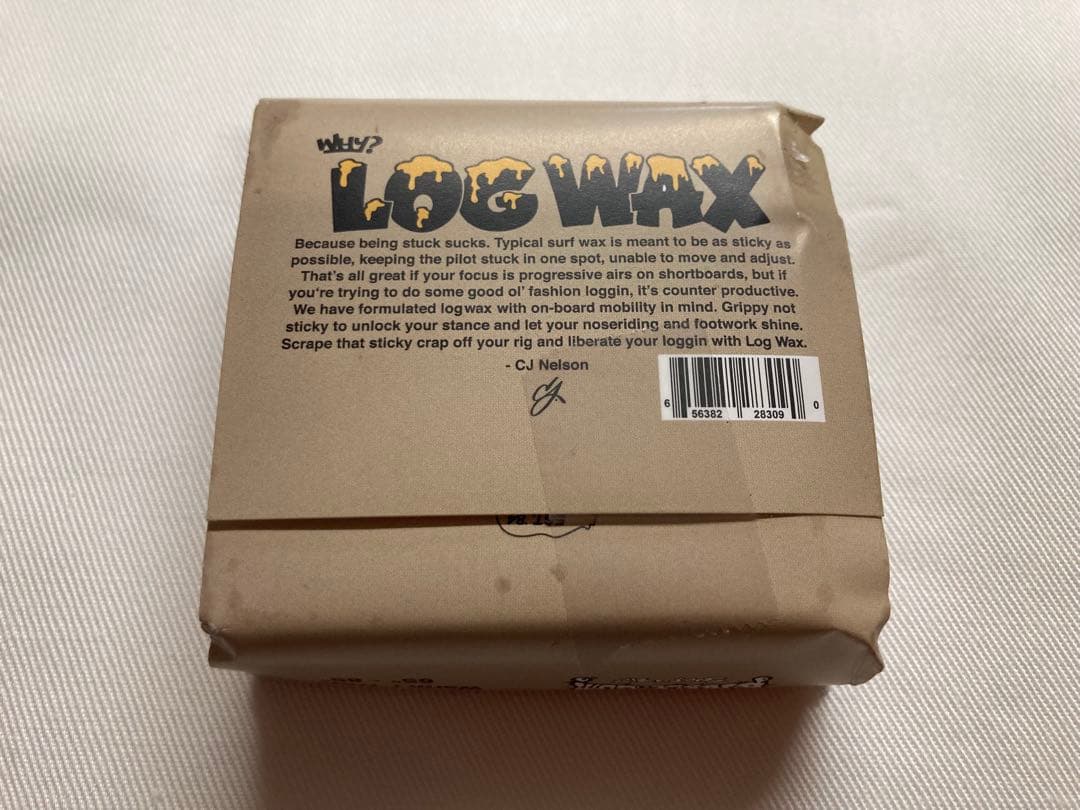 WHY?
LOG WAX
Because being stuck sucks. Typical surf wax is meant to be as sticky as
possible, keeping the pilot stuck in one spot, unable to move and adjust.
That's all great if your focus is progressive airs on shortboards, but if
you're trying to do some good ol' fashion loggin, it's counter productive.
We have formulated logwax with on-board mobility in mind. Grippy not
sticky to unlock your stance and let your noseriding and footwork shine.
Scrape that sticky crap off your rig and liberate your loggin with Log Wax.
- CJ Nelson
CJ.
6 56382 28309 0
EST 84